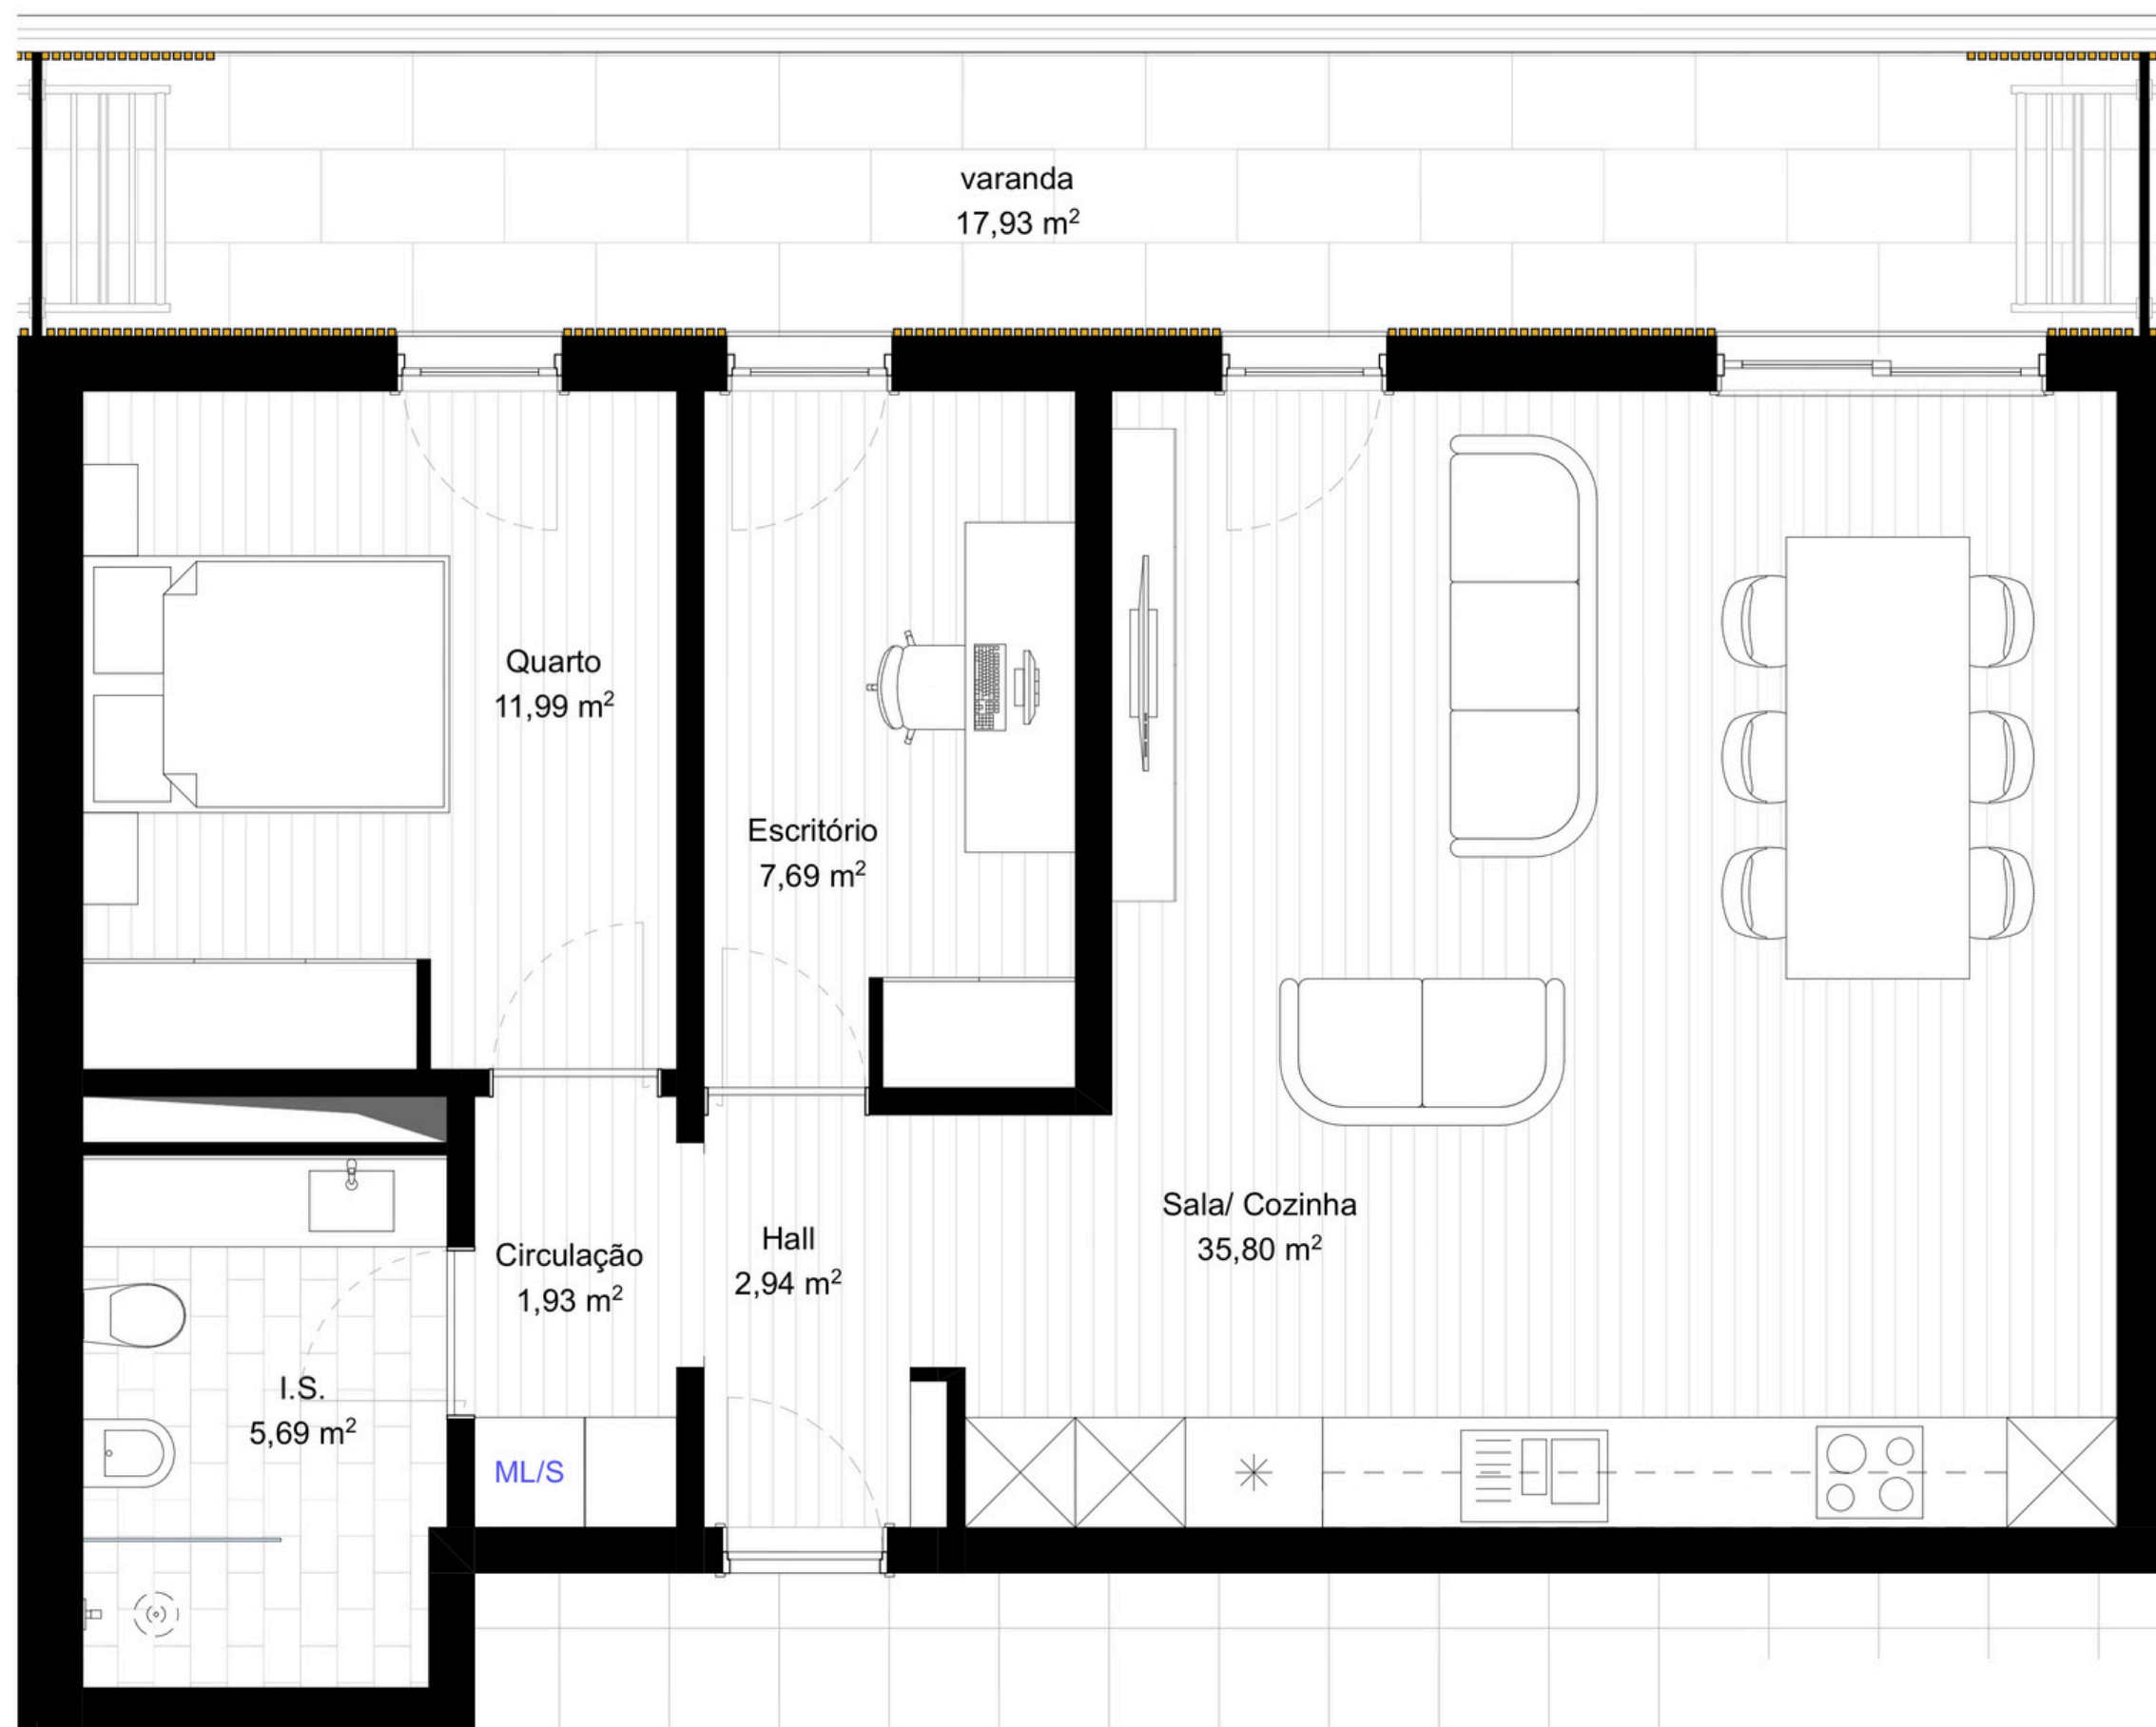 varanda
17,93 m²
Quarto
11,99 m²
Escritório
7,69 m²
Sala/ Cozinha
35,80 m²
Hall
2,94 m²
Circulação
1,93 m²
I.S.
5,69 m²
ML/S